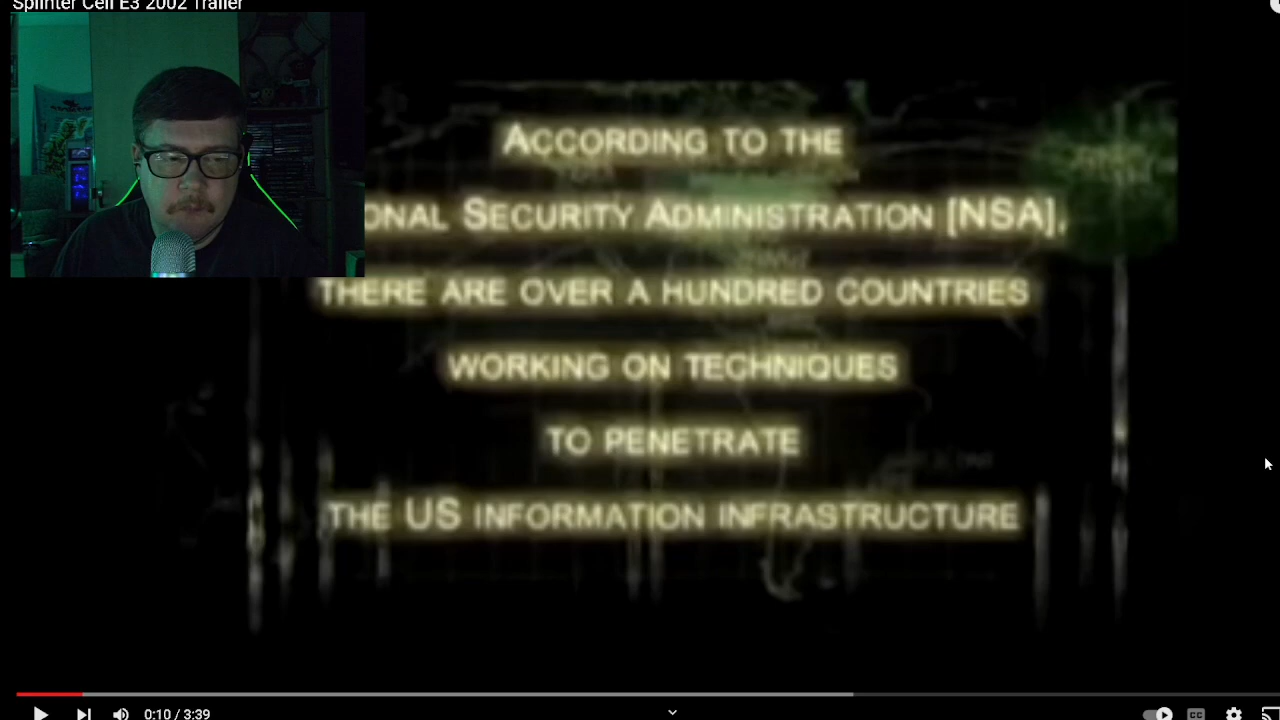 Splinter Cell E3 2002 Trailer
ACCORDING TO THE
ONAL SECURITY ADMINISTRATION [NSA],
THERE ARE OVER A HUNDRED COUNTRIES
WORKING ON TECHNIQUES
TO PENETRATE
THE US INFORMATION INFRASTRUCTURE
0:10 / 3:39
CC